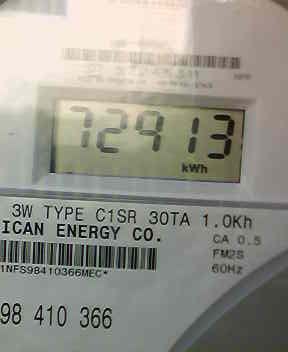 72913
kWh
3W TYPE C1SR 30TA 1.0Kh
ICAN ENERGY CO.
CA 0.5
FM2S
60Hz
1NFS98410366MEC*
98 410 366